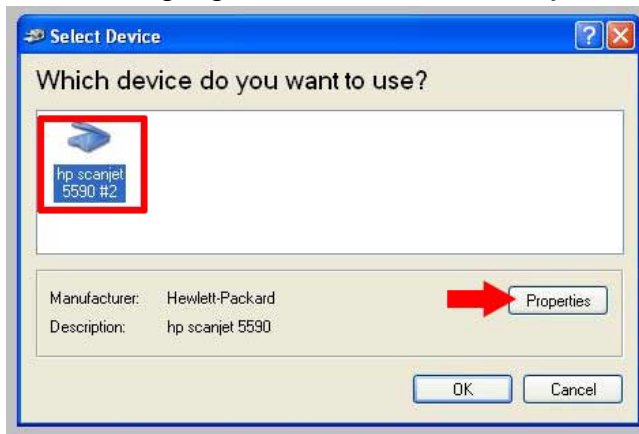 Select Device
Which device do you want to use?
hp scanjet
5590 #2
Manufacturer: Hewlett-Packard
Properties
Description: hp scanjet 5590
OK Cancel